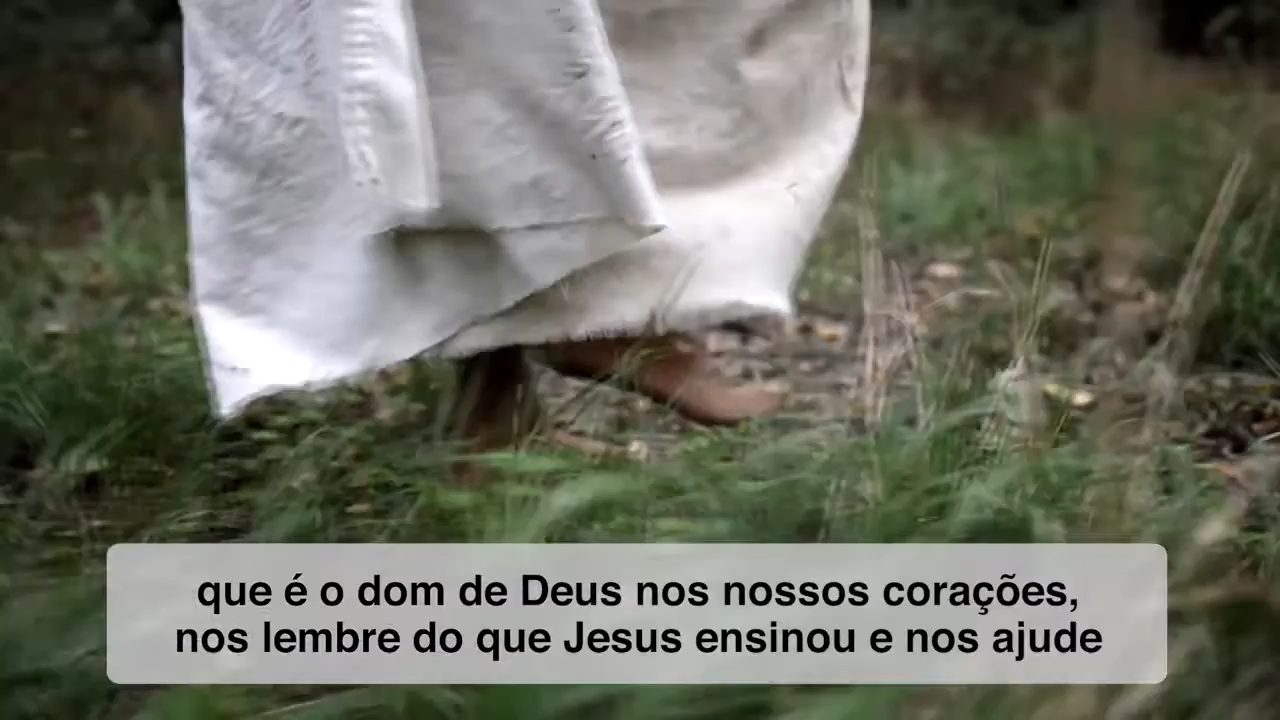 que é o dom de Deus nos nossos corações,
nos lembre do que Jesus ensinou e nos ajude